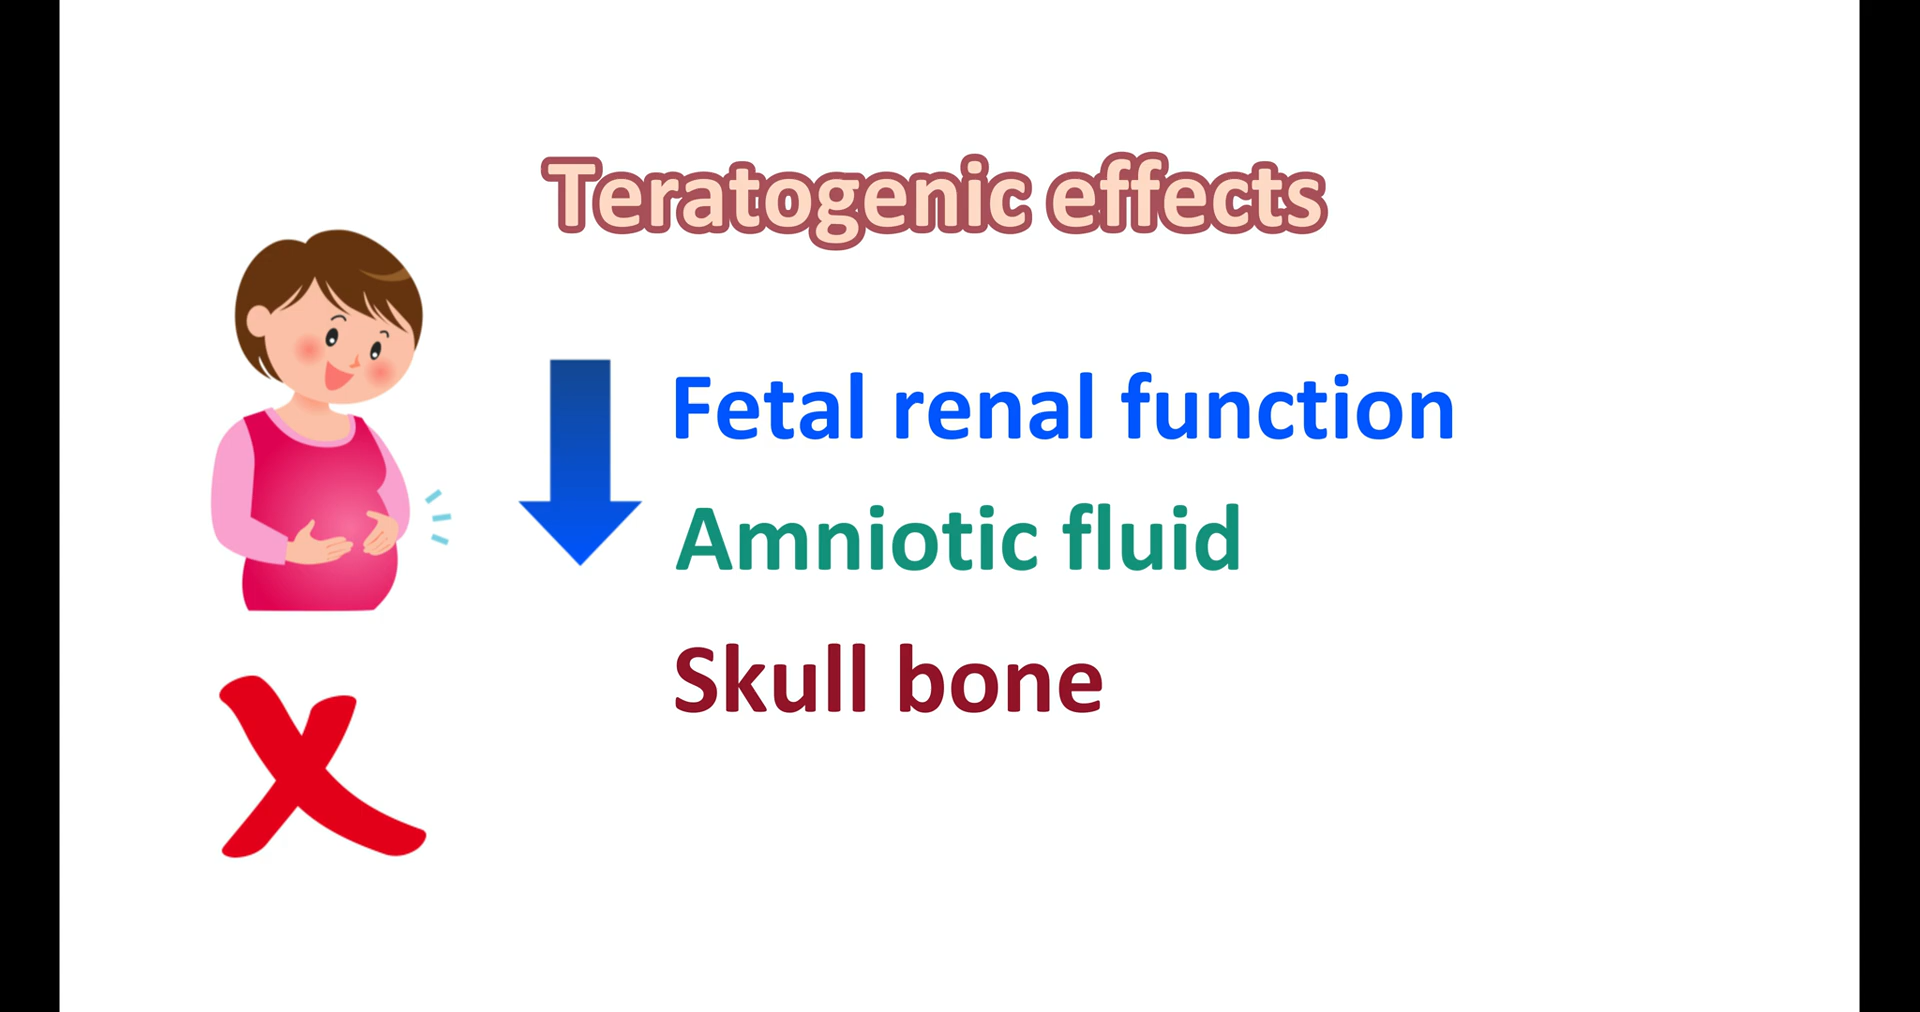 Teratogenic effects
Fetal renal function
Amniotic fluid
Skull bone